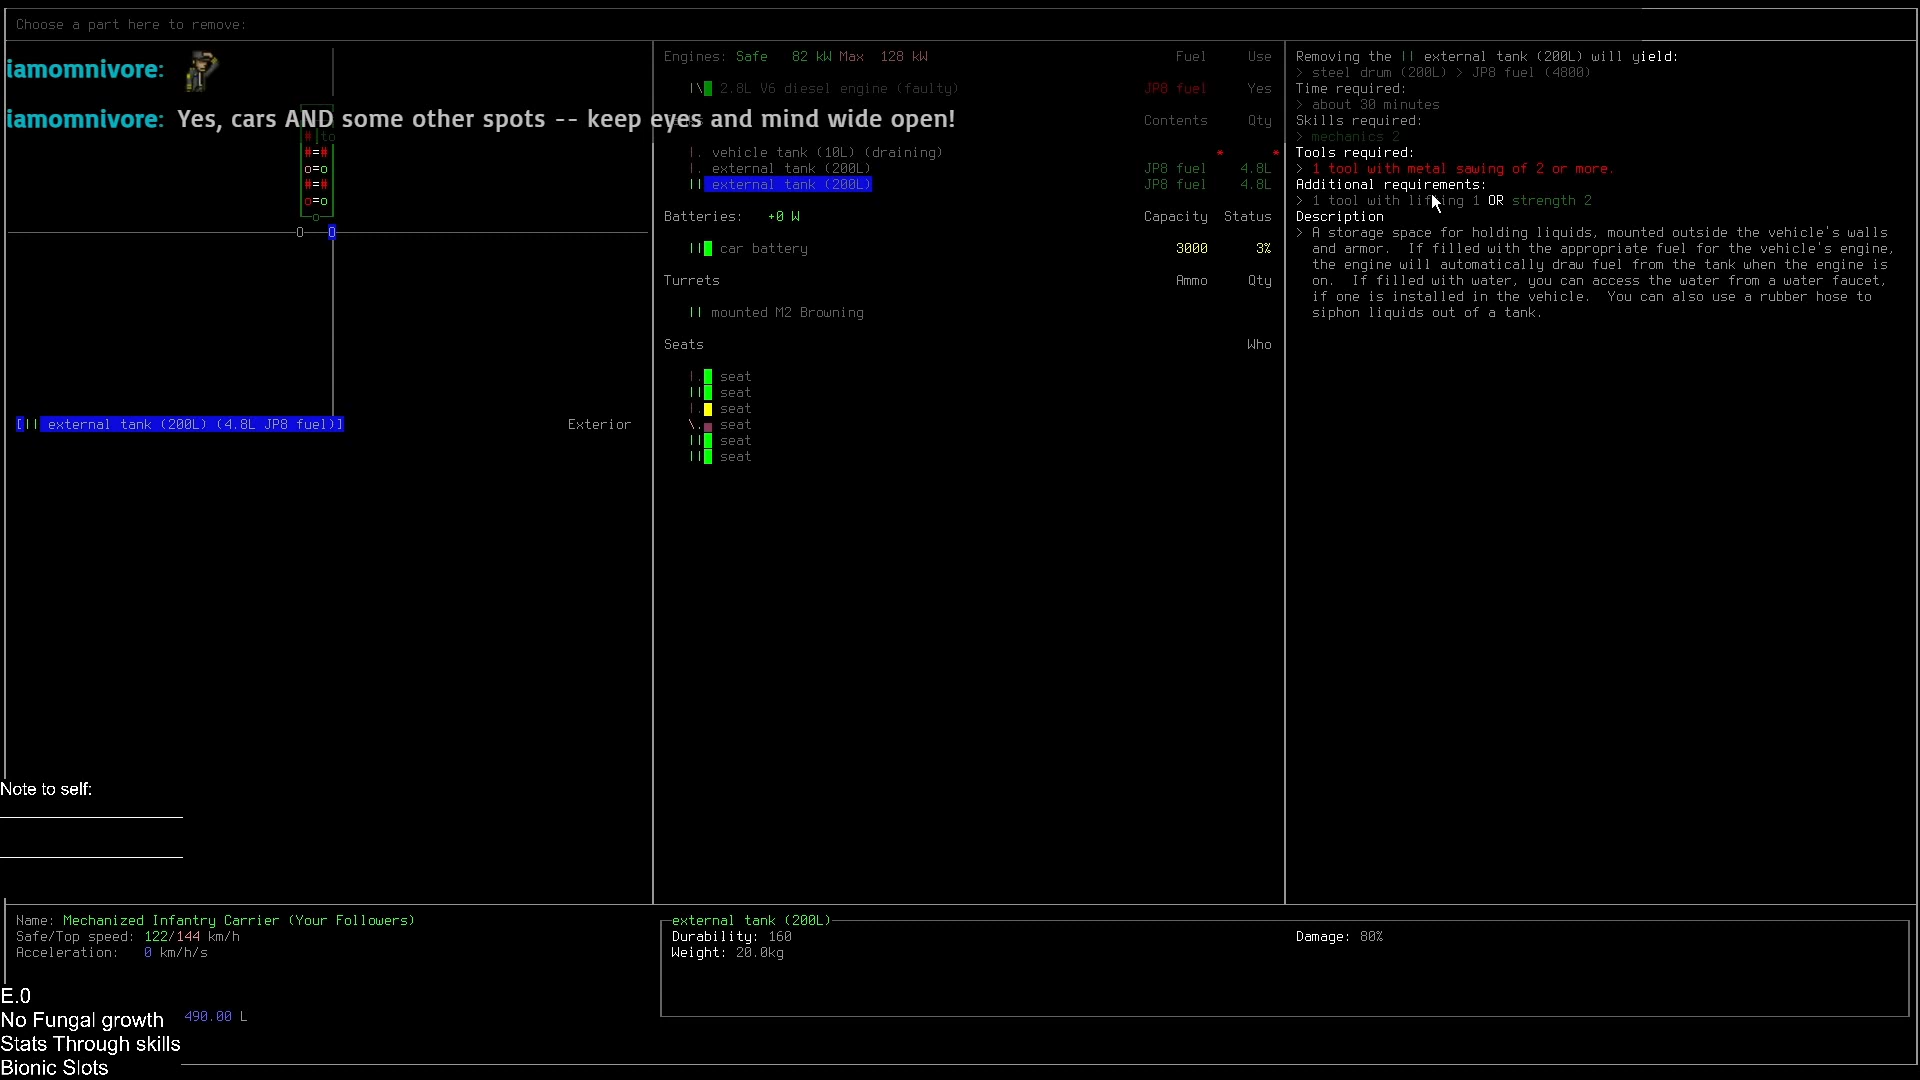 Choose a part here to remove:
iamomnivore:
iamomnivore: Yes, cars AND some other spots -- keep eyes and mind wide open!
#=#
o=o
#=#
o=o
o
0 0
[|| external tank (200L) (4.8L JP8 fuel)] Exterior
Engines: Safe 82 kW Max 128 kW Fuel Use
|\ 2.8L V6 diesel engine (faulty) JP8 fuel Yes
Contents Qty
|. vehicle tank (10L) (draining) * *
|. external tank (200L) JP8 fuel 4.8L
|| external tank (200L) JP8 fuel 4.8L
Batteries: +0 W Capacity Status
|| car battery 3000 3%
Turrets Ammo Qty
|| mounted M2 Browning
Seats Who
|. seat
|| seat
|. seat
\. seat
|| seat
|| seat
Removing the || external tank (200L) will yield:
> steel drum (200L) > JP8 fuel (4800)
Time required:
> about 30 minutes
Skills required:
> mechanics 2
Tools required:
> 1 tool with metal sawing of 2 or more.
Additional requirements:
> 1 tool with lifting 1 OR strength 2
Description
> A storage space for holding liquids, mounted outside the vehicle's walls
and armor. If filled with the appropriate fuel for the vehicle's engine,
the engine will automatically draw fuel from the tank when the engine is
on. If filled with water, you can access the water from a water faucet,
if one is installed in the vehicle. You can also use a rubber hose to
siphon liquids out of a tank.
Note to self:
Name: Mechanized Infantry Carrier (Your Followers)
Safe/Top speed: 122/144 km/h
Acceleration: 0 km/h/s
E.0
No Fungal growth 490.00 L
Stats Through skills
Bionic Slots
external tank (200L)
Durability: 160 Damage: 80%
Weight: 20.0kg